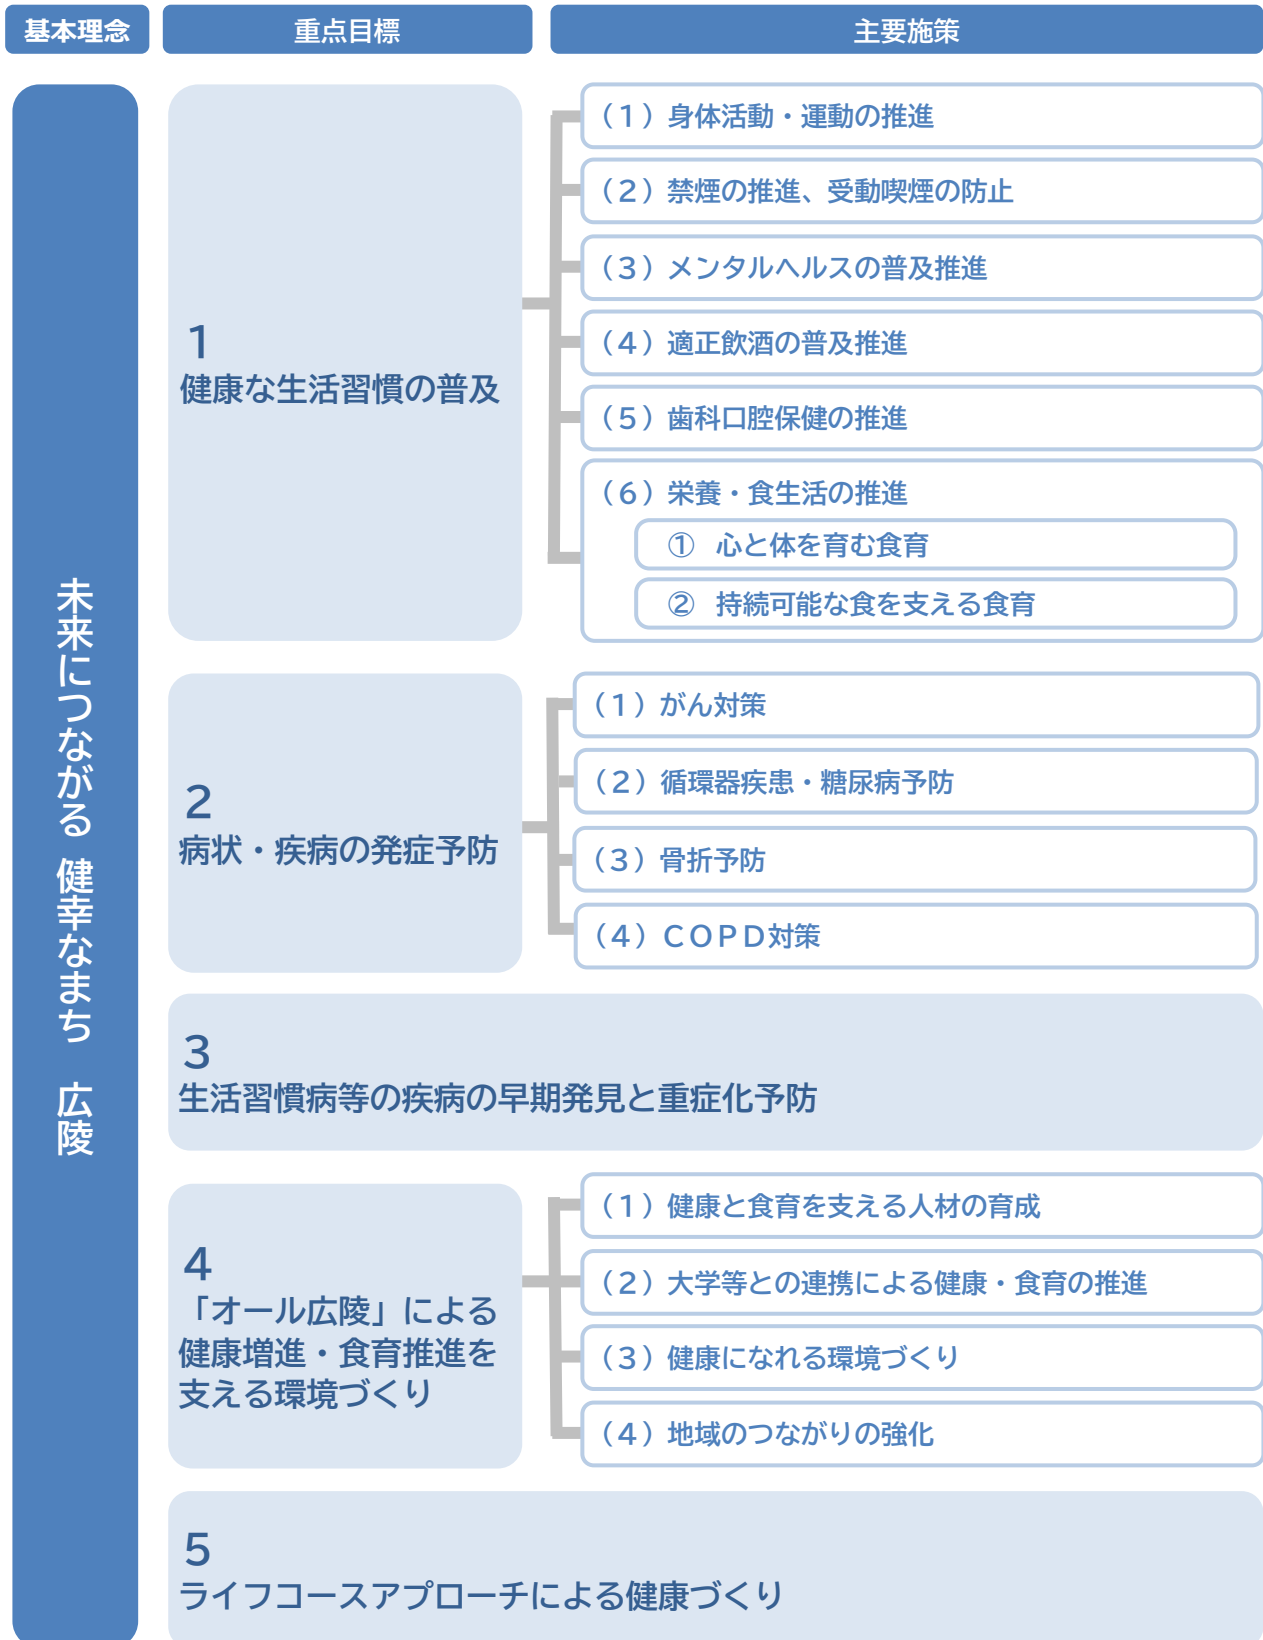 基本理念
重点目標
主要施策
未来につながる 健幸なまち　広陵
1
健康な生活習慣の普及
（１）身体活動・運動の推進
（２）禁煙の推進、受動喫煙の防止
（３）メンタルヘルスの普及推進
（４）適正飲酒の普及推進
（５）歯科口腔保健の推進
（６）栄養・食生活の推進
①　心と体を育む食育
②　持続可能な食を支える食育
2
病状・疾病の発症予防
（１）がん対策
（２）循環器疾患・糖尿病予防
（３）骨折予防
（４）ＣＯＰＤ対策
3
生活習慣病等の疾病の早期発見と重症化予防
4
「オール広陵」による
健康増進・食育推進を
支える環境づくり
（１）健康と食育を支える人材の育成
（２）大学等との連携による健康・食育の推進
（３）健康になれる環境づくり
（４）地域のつながりの強化
5
ライフコースアプローチによる健康づくり